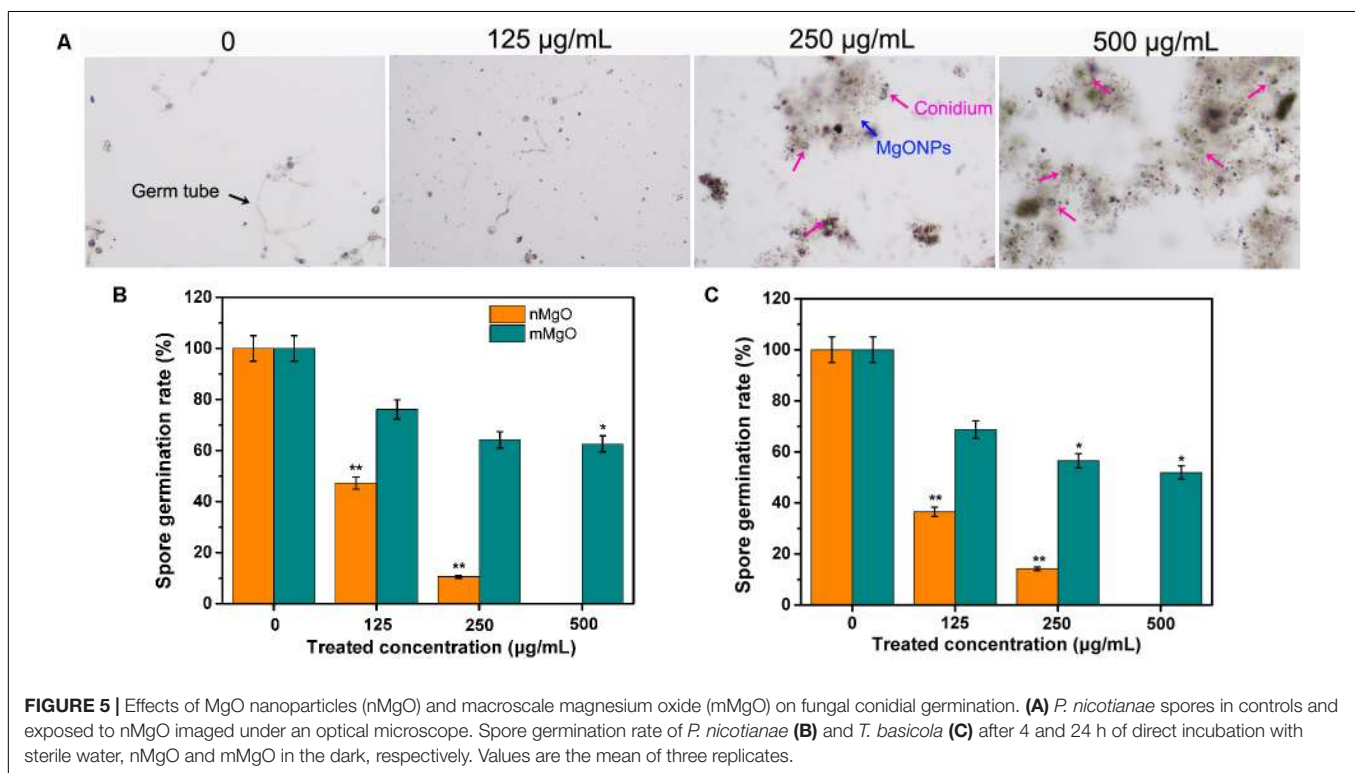 A
0 125 µg/mL 250 µg/mL 500 µg/mL
Germ tube
Conidium
MgONPs
B
120
100
80
60
40
20
0
Spore germination rate (%)
nMgO
mMgO
**
**
*
0 125 250 500
Treated concentration (µg/mL)
C
120
100
80
60
40
20
0
Spore germination rate (%)
**
**
*
*
0 125 250 500
Treated concentration (µg/mL)
FIGURE 5 | Effects of MgO nanoparticles (nMgO) and macroscale magnesium oxide (mMgO) on fungal conidial germination. (A) P. nicotianae spores in controls and
exposed to nMgO imaged under an optical microscope. Spore germination rate of P. nicotianae (B) and T. basicola (C) after 4 and 24 h of direct incubation with
sterile water, nMgO and mMgO in the dark, respectively. Values are the mean of three replicates.